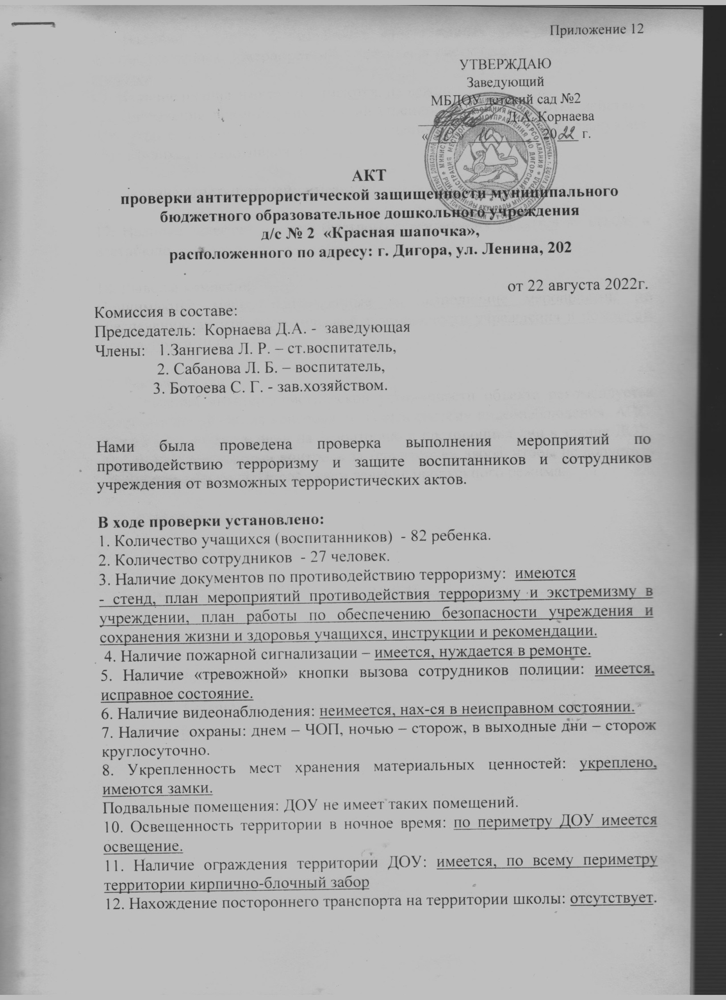 Приложение 12
УТВЕРЖДАЮ
Заведующий
МБДОУ детский сад №2
Д.А. Корнаева
«10» 10 2022 г.
АКТ
проверки антитеррористической защищенности муниципального
бюджетного образовательное дошкольного учреждения
д/с № 2 «Красная шапочка»,
расположенного по адресу: г. Дигора, ул. Ленина, 202
от 22 августа 2022г.
Комиссия в составе:
Председатель: Корнаева Д.А. - заведующая
Члены: 1.Зангиева Л. Р. – ст.воспитатель,
2. Сабанова Л. Б. – воспитатель,
3. Ботоева С. Г. - зав.хозяйством.
Нами была проведена проверка выполнения мероприятий по
противодействию терроризму и защите воспитанников и сотрудников
учреждения от возможных террористических актов.
В ходе проверки установлено:
1. Количество учащихся (воспитанников) - 82 ребенка.
2. Количество сотрудников - 27 человек.
3. Наличие документов по противодействию терроризму: имеются
- стенд, план мероприятий противодействия терроризму и экстремизму в
учреждении, план работы по обеспечению безопасности учреждения и
сохранения жизни и здоровья учащихся, инструкции и рекомендации.
4. Наличие пожарной сигнализации – имеется, нуждается в ремонте.
5. Наличие «тревожной» кнопки вызова сотрудников полиции: имеется,
исправное состояние.
6. Наличие видеонаблюдения: неимеется, нах-ся в неисправном состоянии.
7. Наличие охраны: днем – ЧОП, ночью – сторож, в выходные дни – сторож
круглосуточно.
8. Укрепленность мест хранения материальных ценностей: укреплено,
имеются замки.
Подвальные помещения: ДОУ не имеет таких помещений.
10. Освещенность территории в ночное время: по периметру ДОУ имеется
освещение.
11. Наличие ограждения территории ДОУ: имеется, по всему периметру
территории кирпично-блочный забор
12. Нахождение постороннего транспорта на территории школы: отсутствует.